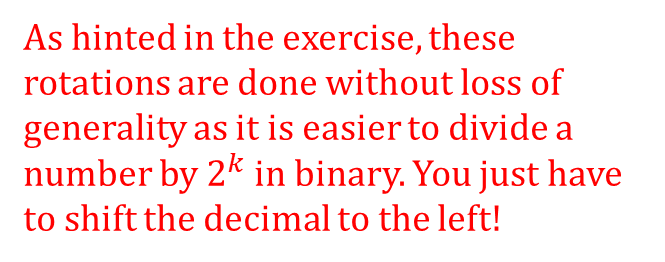 As hinted in the exercise, these
rotations are done without loss of
generality as it is easier to divide a
number by 2^k in binary. You just have
to shift the decimal to the left!